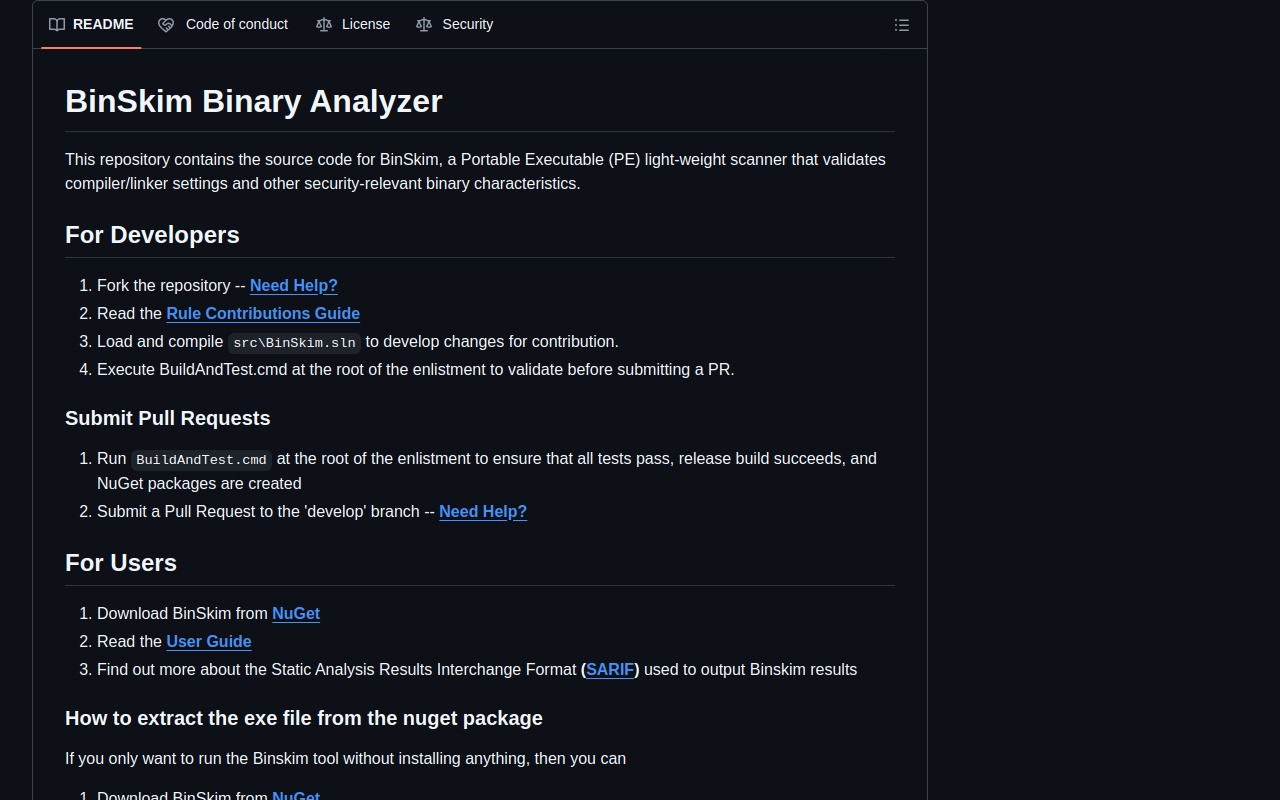 README
Code of conduct
License
Security
BinSkim Binary Analyzer
This repository contains the source code for BinSkim, a Portable Executable (PE) light-weight scanner that validates
compiler/linker settings and other security-relevant binary characteristics.
For Developers
1. Fork the repository -- Need Help?
2. Read the Rule Contributions Guide
3. Load and compile src\BinSkim.sln to develop changes for contribution.
4. Execute BuildAndTest.cmd at the root of the enlistment to validate before submitting a PR.
Submit Pull Requests
1. Run BuildAndTest.cmd at the root of the enlistment to ensure that all tests pass, release build succeeds, and
NuGet packages are created
2. Submit a Pull Request to the 'develop' branch -- Need Help?
For Users
1. Download BinSkim from NuGet
2. Read the User Guide
3. Find out more about the Static Analysis Results Interchange Format (SARIF) used to output Binskim results
How to extract the exe file from the nuget package
If you only want to run the Binskim tool without installing anything, then you can
1. Download BinSkim from NuGet